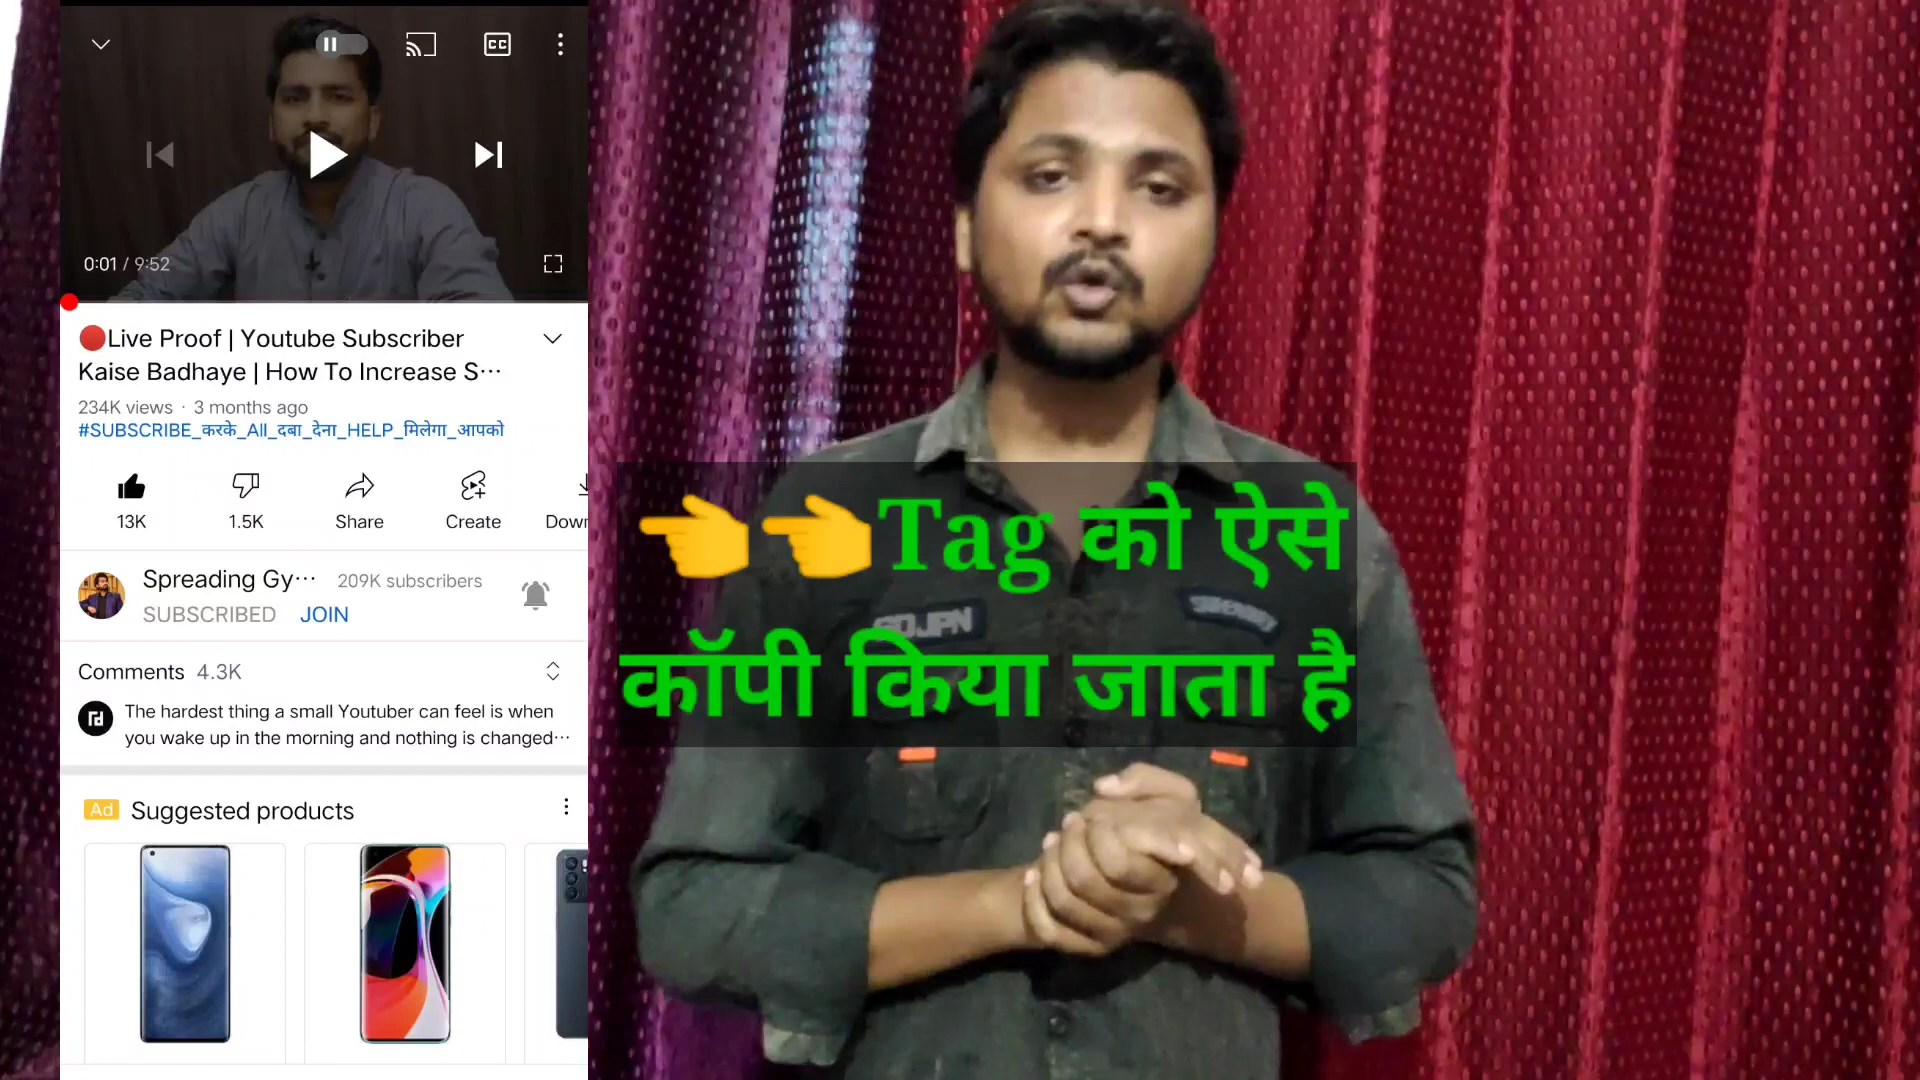 0:01 / 9:52
🔴Live Proof | Youtube Subscriber
Kaise Badhaye | How To Increase S...
234K views · 3 months ago
#SUBSCRIBE_करके_All_दबा_देना_HELP_मिलेगा_आपको
13K
1.5K
Share
Create
Down
Spreading Gy... 209K subscribers
SUBSCRIBED JOIN
Comments 4.3K
The hardest thing a small Youtuber can feel is when
you wake up in the morning and nothing is changed...
Ad Suggested products
👈👈Tag को ऐसे
कॉपी किया जाता है